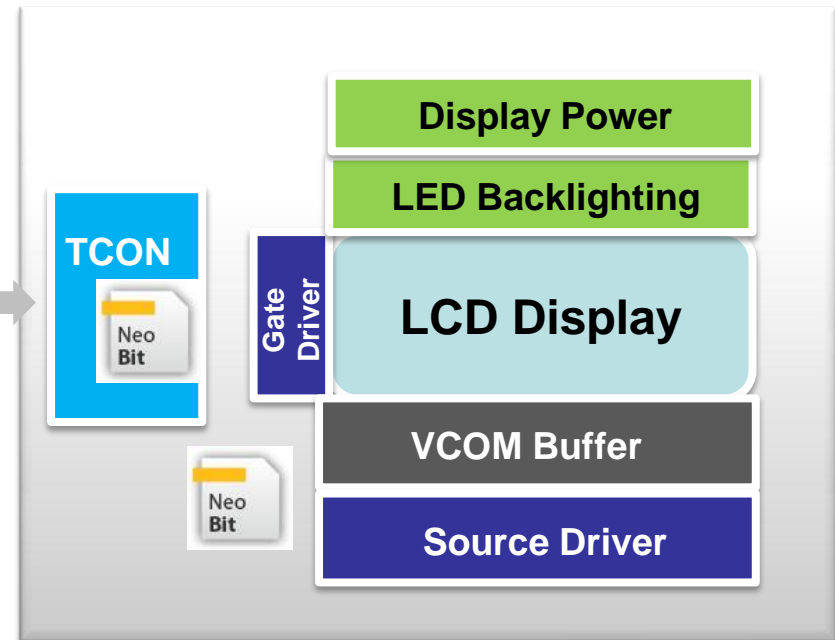 Display Power
LED Backlighting
TCON
Neo
Bit
Gate
Driver
LCD Display
VCOM Buffer
Neo
Bit
Source Driver